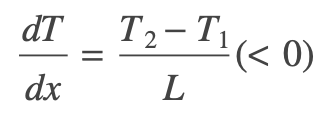 dT/dx = (T₂ − T₁)/L (< 0)